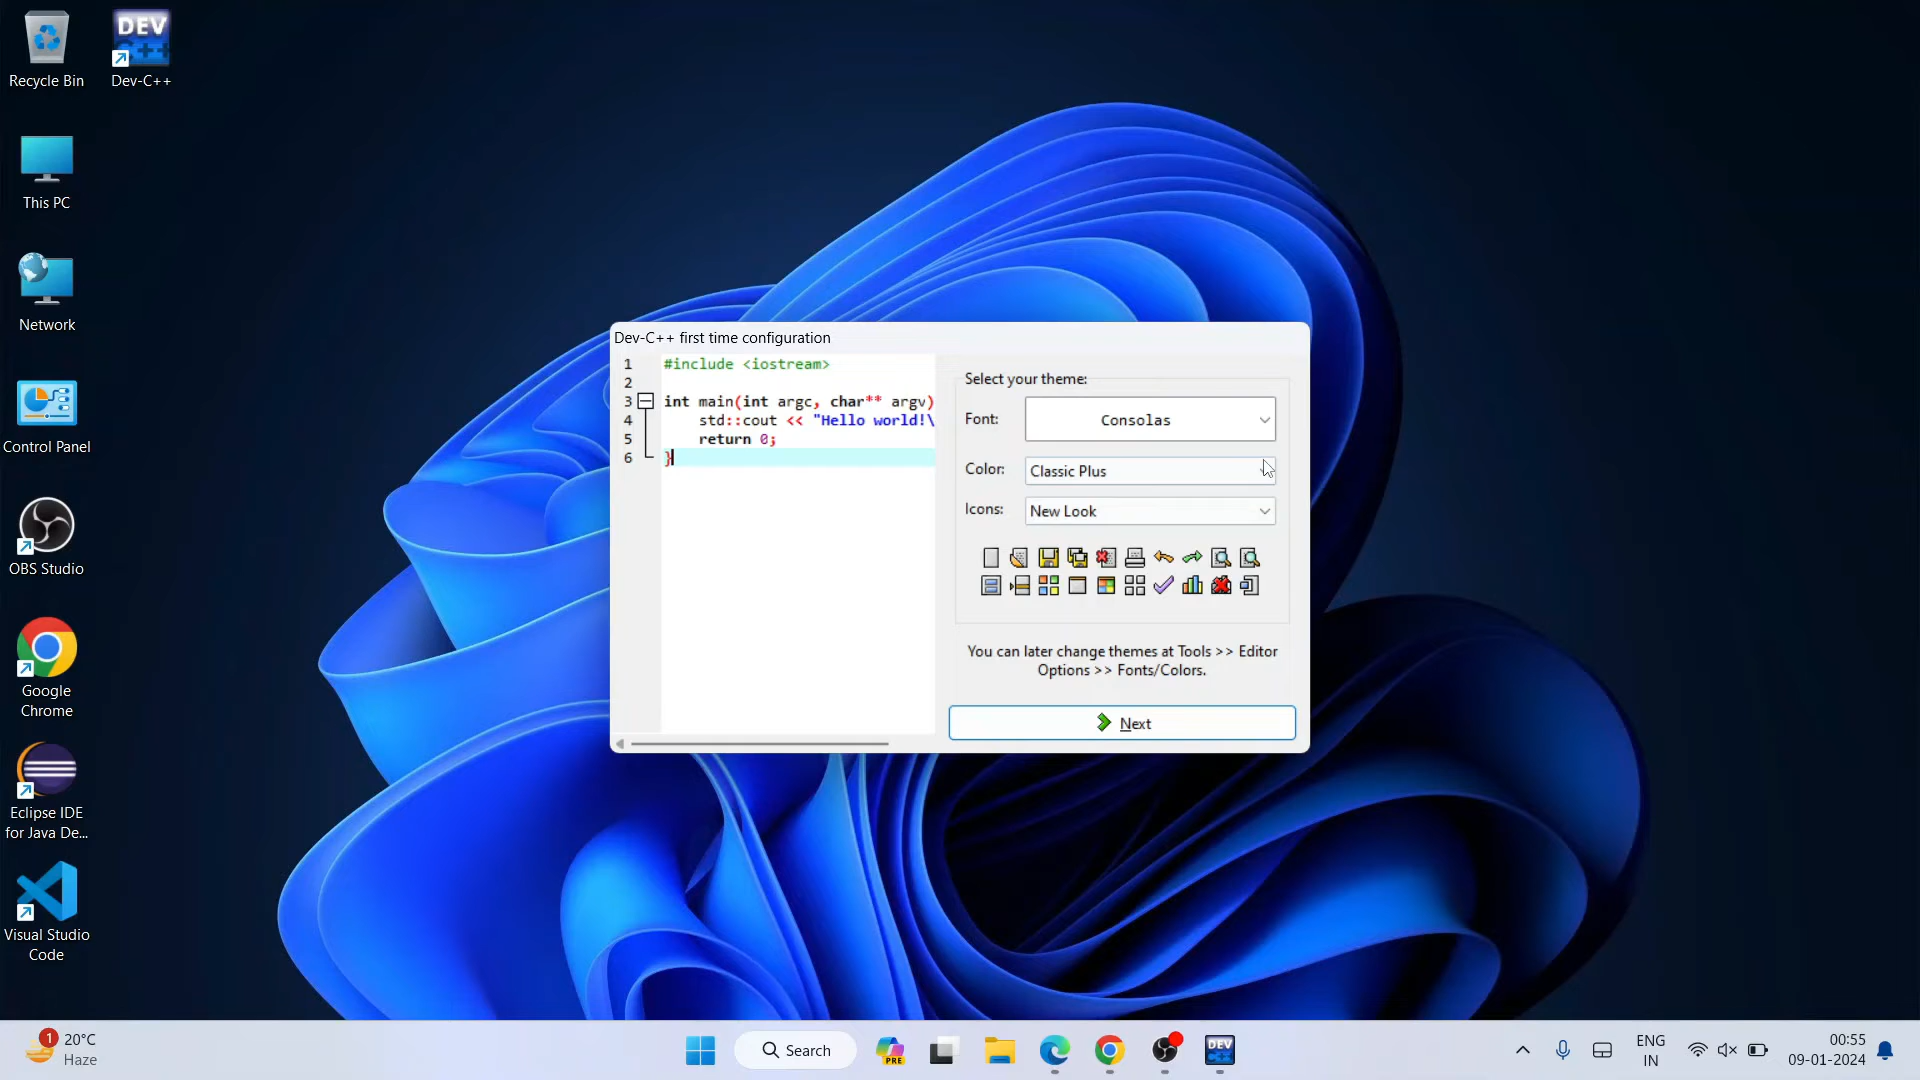 Recycle Bin
DEV
C++
Dev-C++
This PC
Network
Control Panel
OBS Studio
Google
Chrome
Eclipse IDE
for Java De...
Visual Studio
Code
Dev-C++ first time configuration
1 #include <iostream>
2
3 int main(int argc, char** argv)
4 std::cout << "Hello world!\
5 return 0;
6 }
Select your theme:
Font: Consolas
Color: Classic Plus
Icons: New Look
You can later change themes at Tools >> Editor
Options >> Fonts/Colors.
Next
1
20°C
Haze
Search
PRE
DEV
ENG
IN
00:55
09-01-2024